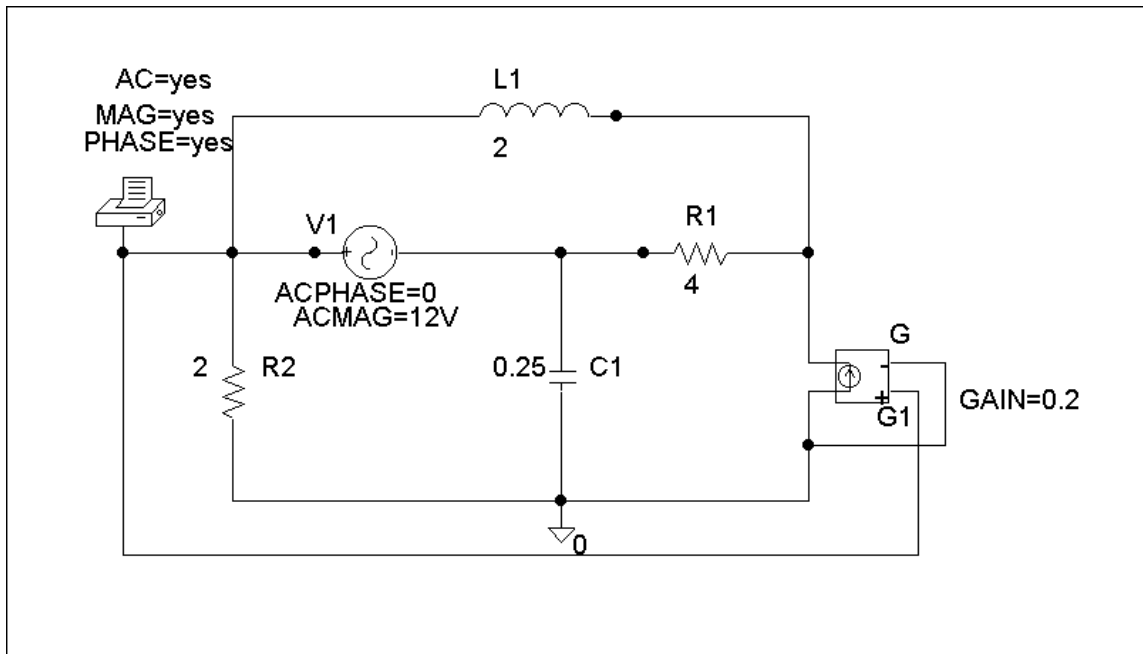 AC=yes
L1
MAG=yes
PHASE=yes
2
V1
R1
+ -
4
ACPHASE=0
ACMAG=12V
G
2 R2
0.25 C1
-
+
GAIN=0.2
G1
0